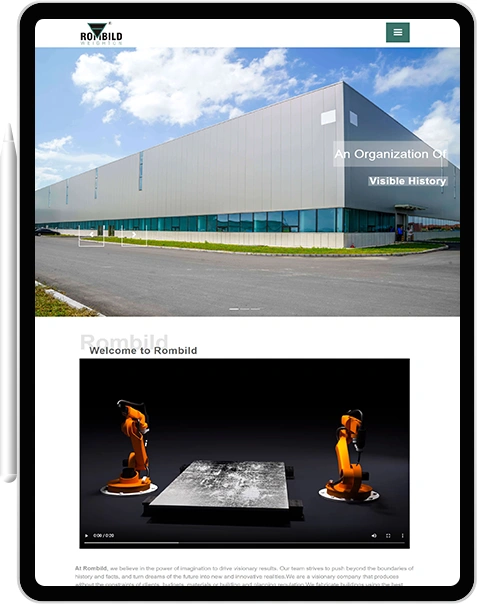 ROMBILD
WEIGHTON
An Organization Of
Visible History
Rombild
Welcome to Rombild
0:00 / 0:20
At Rombild, we believe in the power of imagination to drive visionary results. Our team strives to push beyond the boundaries of
history and facts, and turn dreams of the future into new and innovative realities.We are a visionary company that produces
without the constraints of clients, budgets, materials or building and planning regulation.We fabricate buildings using the best